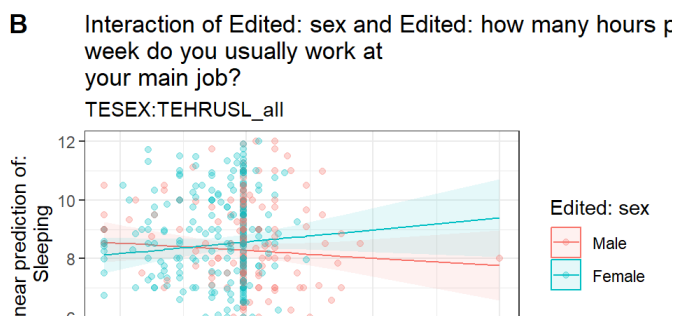 B
Interaction of Edited: sex and Edited: how many hours
week do you usually work at
your main job?
TESEX:TEHRUSL_all
prediction of:
Sleeping
12
10
8
Edited: sex
Male
Female